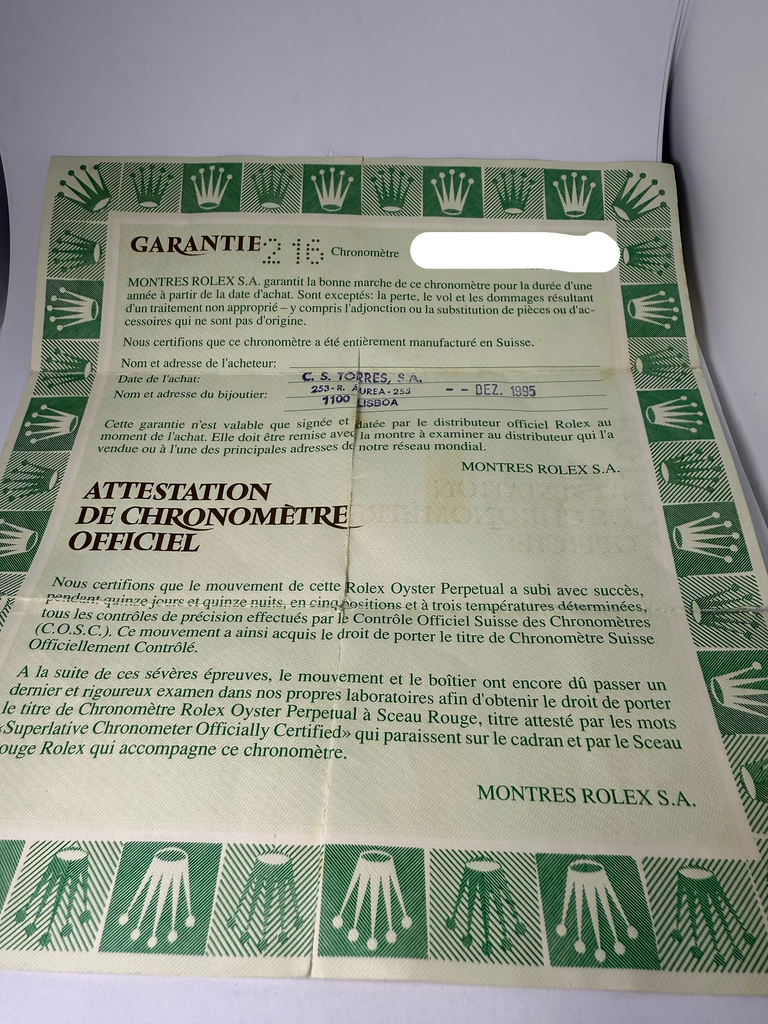 GARANTIE 216 Chronomètre
MONTRES ROLEX S.A. garantit la bonne marche de ce chronomètre pour la durée d'une
année à partir de la date d'achat. Sont exceptés: la perte, le vol et les dommages résultant
d'un traitement non approprié – y compris l'adjonction ou la substitution de pièces ou d'ac-
cessoires qui ne sont pas d'origine.
Nous certifions que ce chronomètre a été entièrement manufacturé en Suisse.
Nom et adresse de l'acheteur:
Date de l'achat: C. S. TORRES, S.A.
Nom et adresse du bijoutier: 253-R. AUREA-253 -- DEZ. 1995
1100 LISBOA
Cette garantie n'est valable que signée et datée par le distributeur officiel Rolex au
moment de l'achat. Elle doit être remise avec la montre à examiner au distributeur qui l'a
vendue ou à l'une des principales adresses de notre réseau mondial.
MONTRES ROLEX S.A.
ATTESTATION
DE CHRONOMÈTRE
OFFICIEL
Nous certifions que le mouvement de cette Rolex Oyster Perpetual a subi avec succès,
pendant quinze jours et quinze nuits, en cinq positions et à trois températures déterminées,
tous les contrôles de précision effectués par le Contrôle Officiel Suisse des Chronomètres
(C.O.S.C.). Ce mouvement a ainsi acquis le droit de porter le titre de Chronomètre Suisse
Officiellement Contrôlé.
A la suite de ces sévères épreuves, le mouvement et le boîtier ont encore dû passer un
dernier et rigoureux examen dans nos propres laboratoires afin d'obtenir le droit de porter
le titre de Chronomètre Rolex Oyster Perpetual à Sceau Rouge, titre attesté par les mots
«Superlative Chronometer Officially Certified» qui paraissent sur le cadran et par le Sceau
ouge Rolex qui accompagne ce chronomètre.
MONTRES ROLEX S.A.